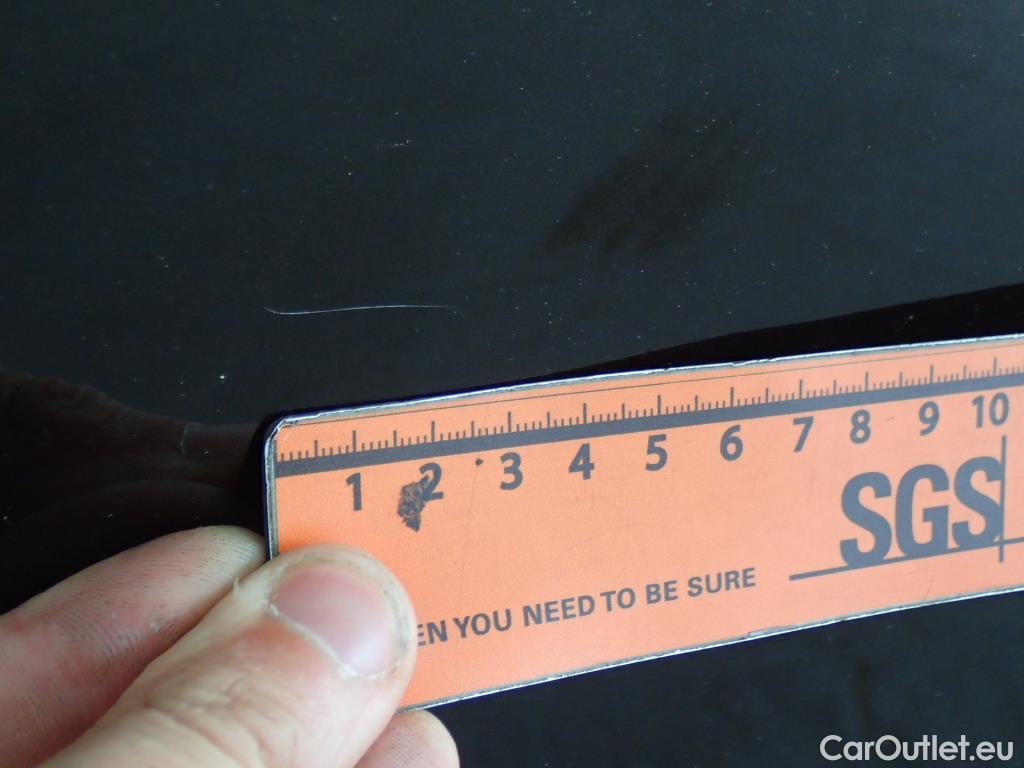 1 2 3 4 5 6 7 8 9 10
SGS
EN YOU NEED TO BE SURE
CarOutlet.eu